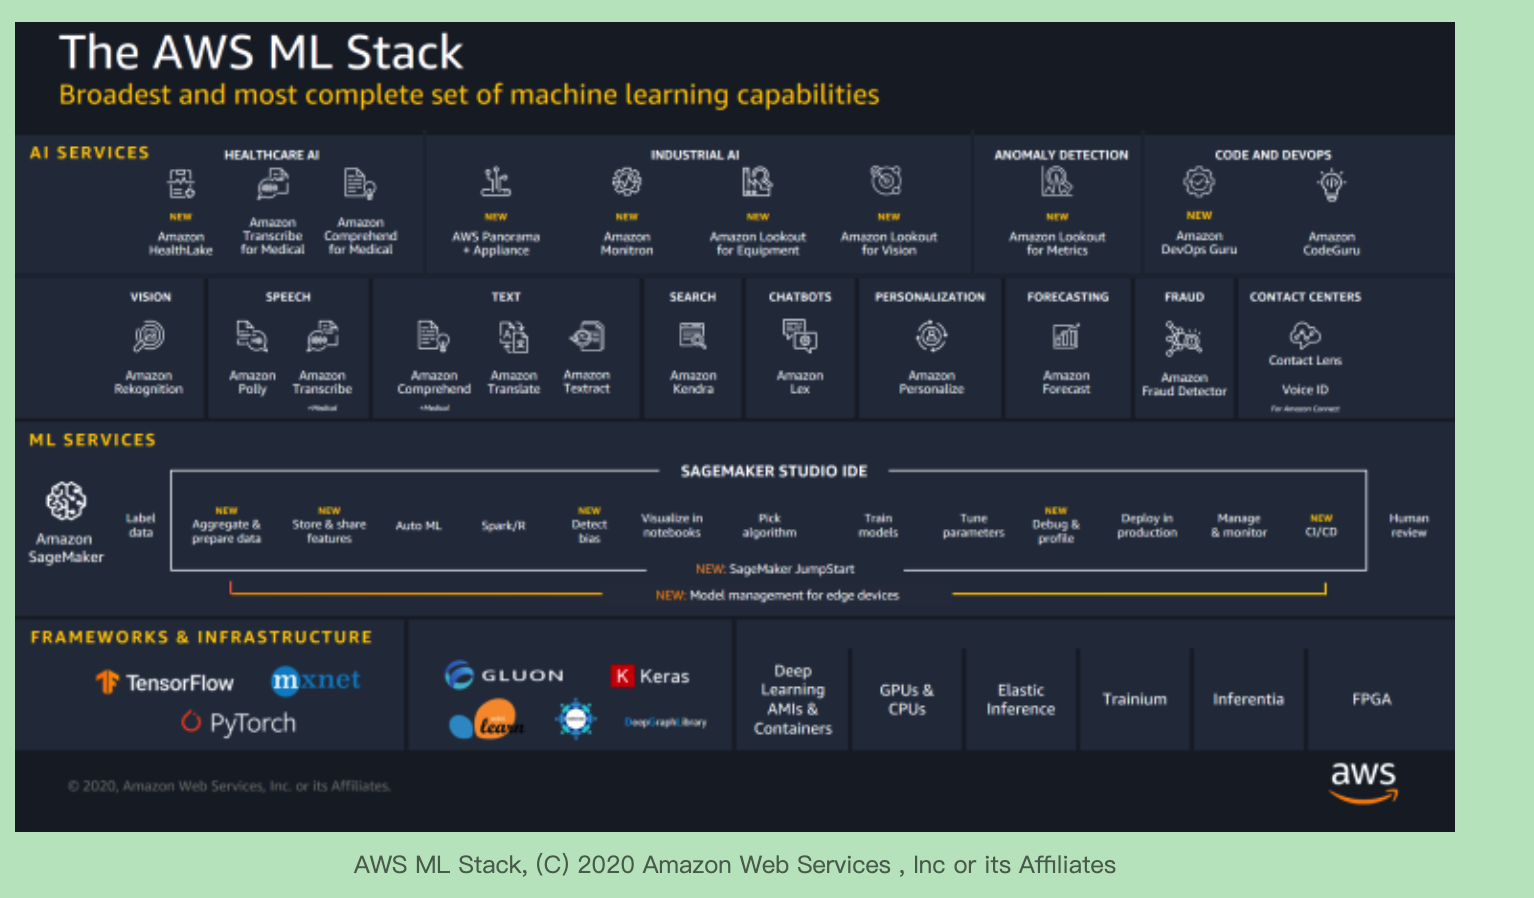 The AWS ML Stack
Broadest and most complete set of machine learning capabilities
AI SERVICES
HEALTHCARE AI
NEW
Amazon
HealthLake
Amazon
Transcribe
for Medical
Amazon
Comprehend
for Medical
INDUSTRIAL AI
NEW
AWS Panorama
+ Appliance
NEW
Amazon
Monitron
NEW
Amazon Lookout
for Equipment
NEW
Amazon Lookout
for Vision
ANOMALY DETECTION
NEW
Amazon Lookout
for Metrics
CODE AND DEVOPS
NEW
Amazon
DevOps Guru
Amazon
CodeGuru
VISION
Amazon
Rekognition
SPEECH
Amazon
Polly
Amazon
Transcribe
+Medical
TEXT
Amazon
Comprehend
+Medical
Amazon
Translate
Amazon
Textract
SEARCH
Amazon
Kendra
CHATBOTS
Amazon
Lex
PERSONALIZATION
Amazon
Personalize
FORECASTING
Amazon
Forecast
FRAUD
Amazon
Fraud Detector
CONTACT CENTERS
Contact Lens
Voice ID
For Amazon Connect
ML SERVICES
Amazon
SageMaker
Label
data
SAGEMAKER STUDIO IDE
NEW
Aggregate &
prepare data
NEW
Store & share
features
Auto ML
Spark/R
NEW
Detect
bias
Visualize in
notebooks
Pick
algorithm
Train
models
Tune
parameters
NEW
Debug &
profile
Deploy in
production
Manage
& monitor
NEW
CI/CD
Human
review
NEW: SageMaker JumpStart
NEW: Model management for edge devices
FRAMEWORKS & INFRASTRUCTURE
TensorFlow
mxnet
PyTorch
GLUON
K Keras
learn
DeepGraphLibrary
Deep
Learning
AMIs &
Containers
GPUs &
CPUs
Elastic
Inference
Trainium
Inferentia
FPGA
© 2020, Amazon Web Services, Inc. or its Affiliates.
aws
AWS ML Stack, (C) 2020 Amazon Web Services , Inc or its Affiliates